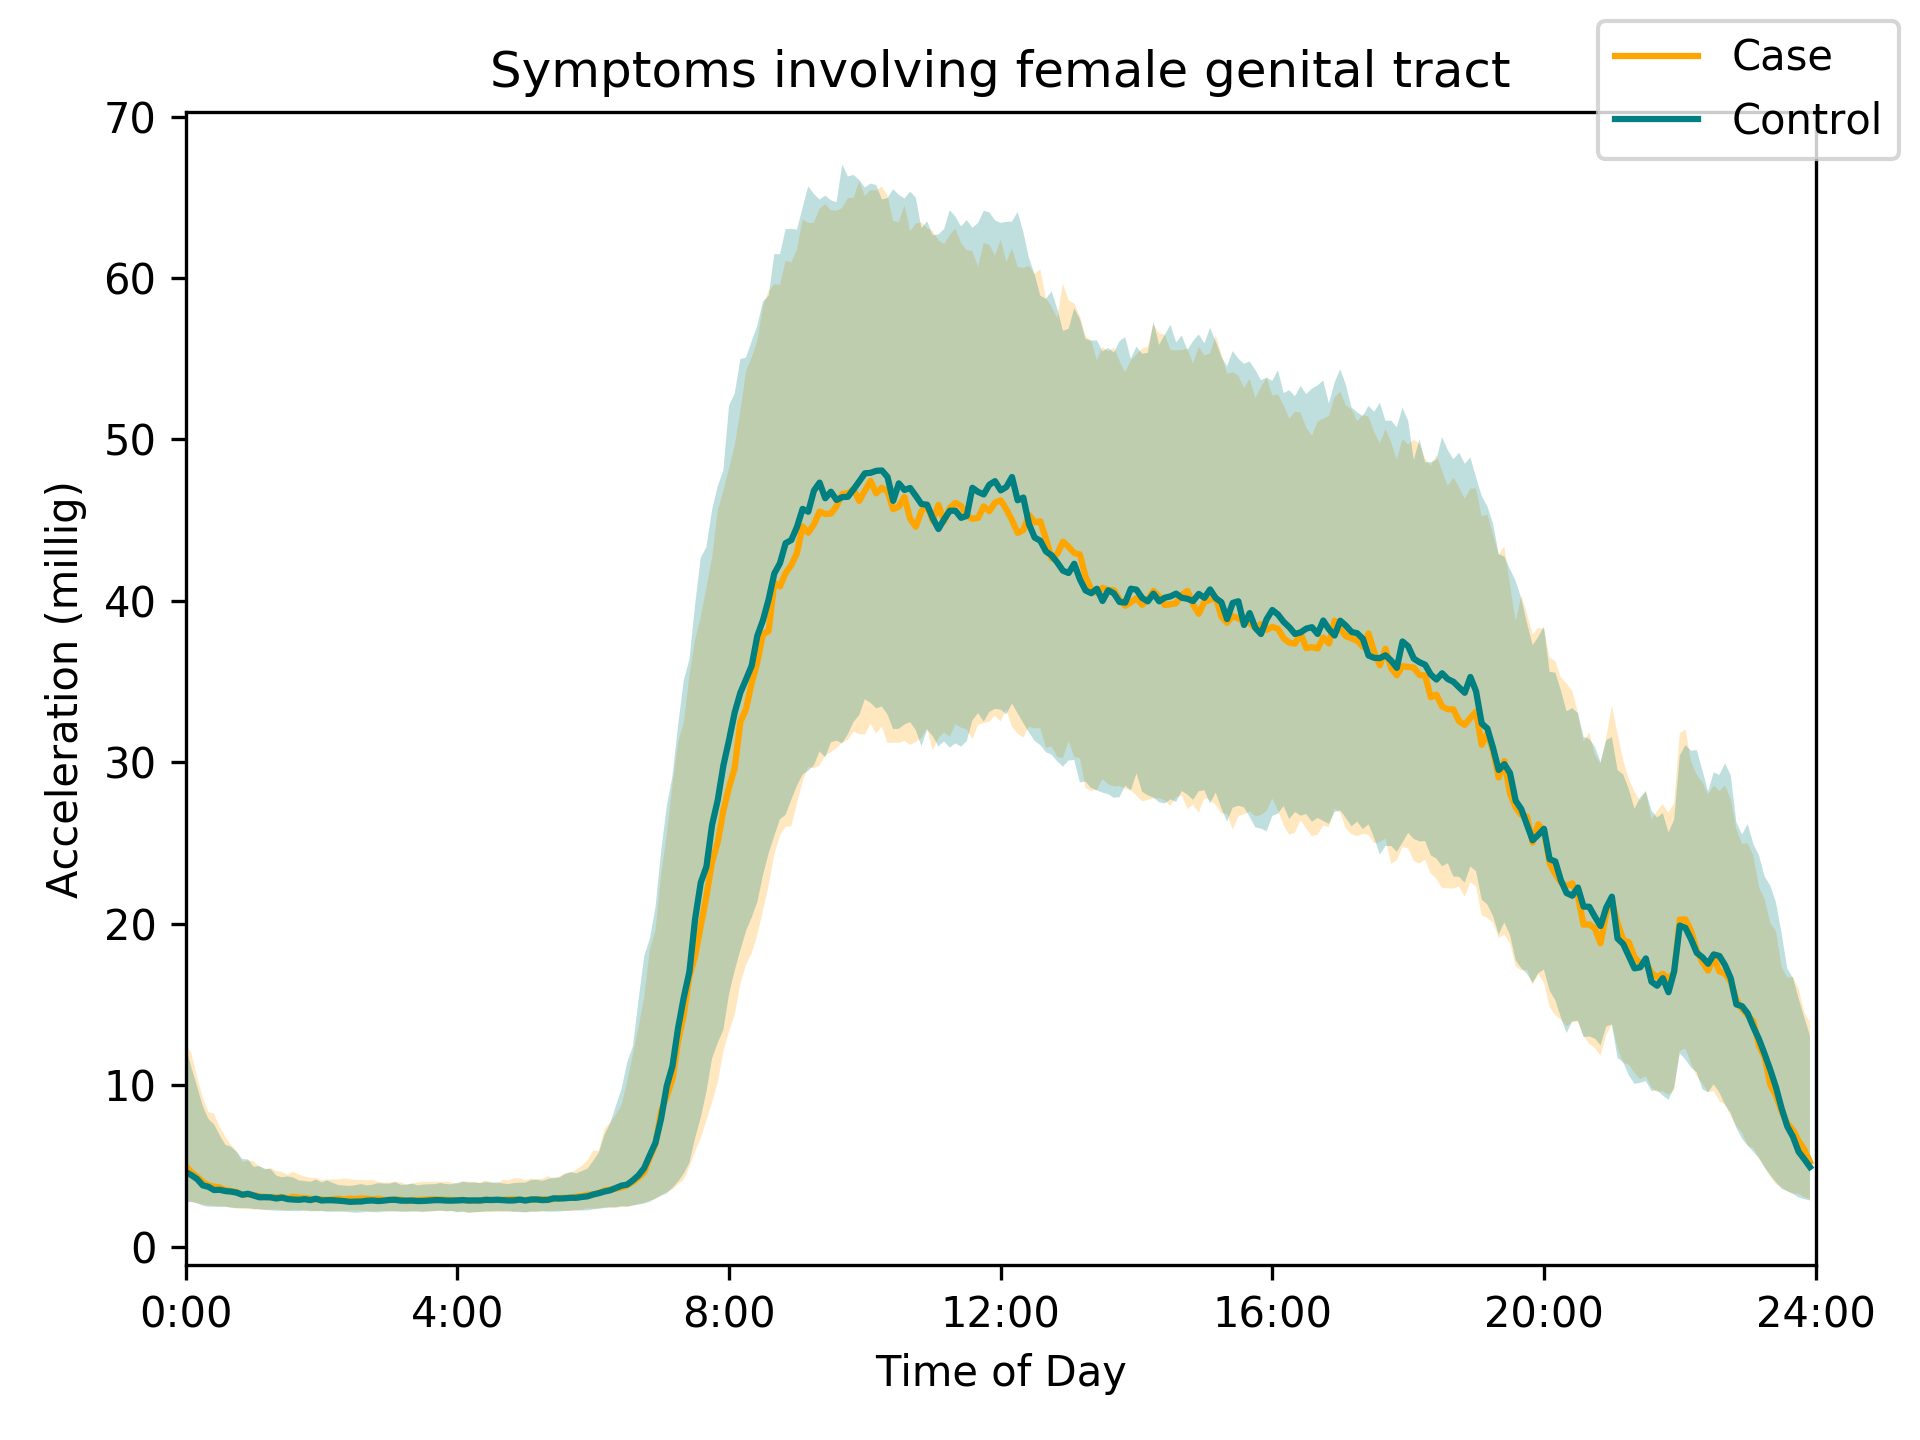 Symptoms involving female genital tract
Case
Control
Acceleration (millig)
70
60
50
40
30
20
10
0
0:00 4:00 8:00 12:00 16:00 20:00 24:00
Time of Day